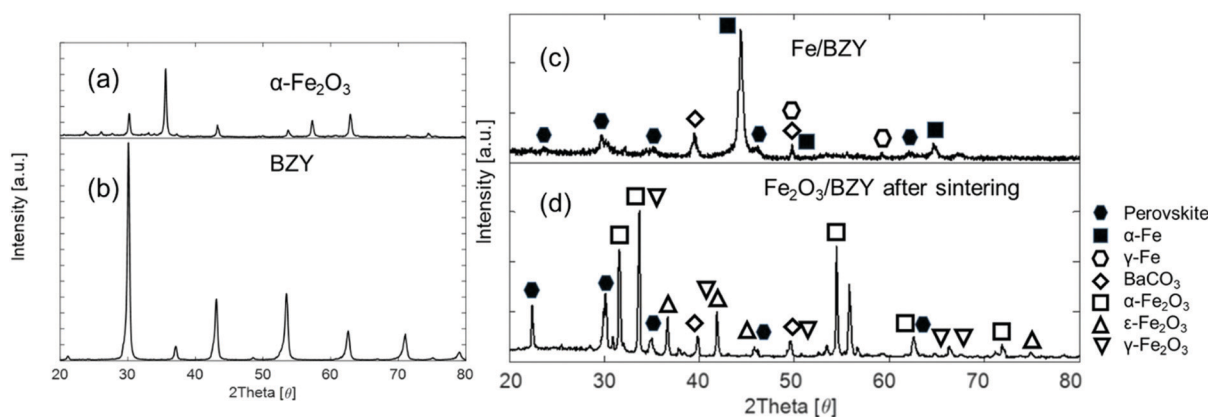 (a)
α-Fe₂O₃
(b)
BZY
Intensity [a.u.]
20 30 40 50 60 70 80
2Theta [θ]
(c)
Fe/BZY
(d)
Fe₂O₃/BZY after sintering
Intensity [a.u.]
20 30 40 50 60 70 80
2Theta [θ]
Perovskite
α-Fe
γ-Fe
BaCO₃
α-Fe₂O₃
ε-Fe₂O₃
γ-Fe₂O₃